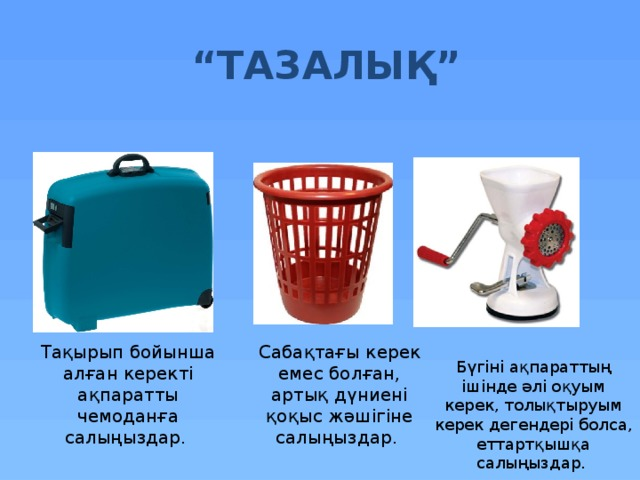 “ТАЗАЛЫҚ”
Тақырып бойынша
алған керекті
ақпаратты
чемоданға
салыңыздар.
Сабақтағы керек
емес болған,
артық дүниені
қоқыс жәшігіне
салыңыздар.
Бүгіні ақпараттың
ішінде әлі оқуым
керек, толықтыруым
керек дегендері болса,
еттартқышқа
салыңыздар.